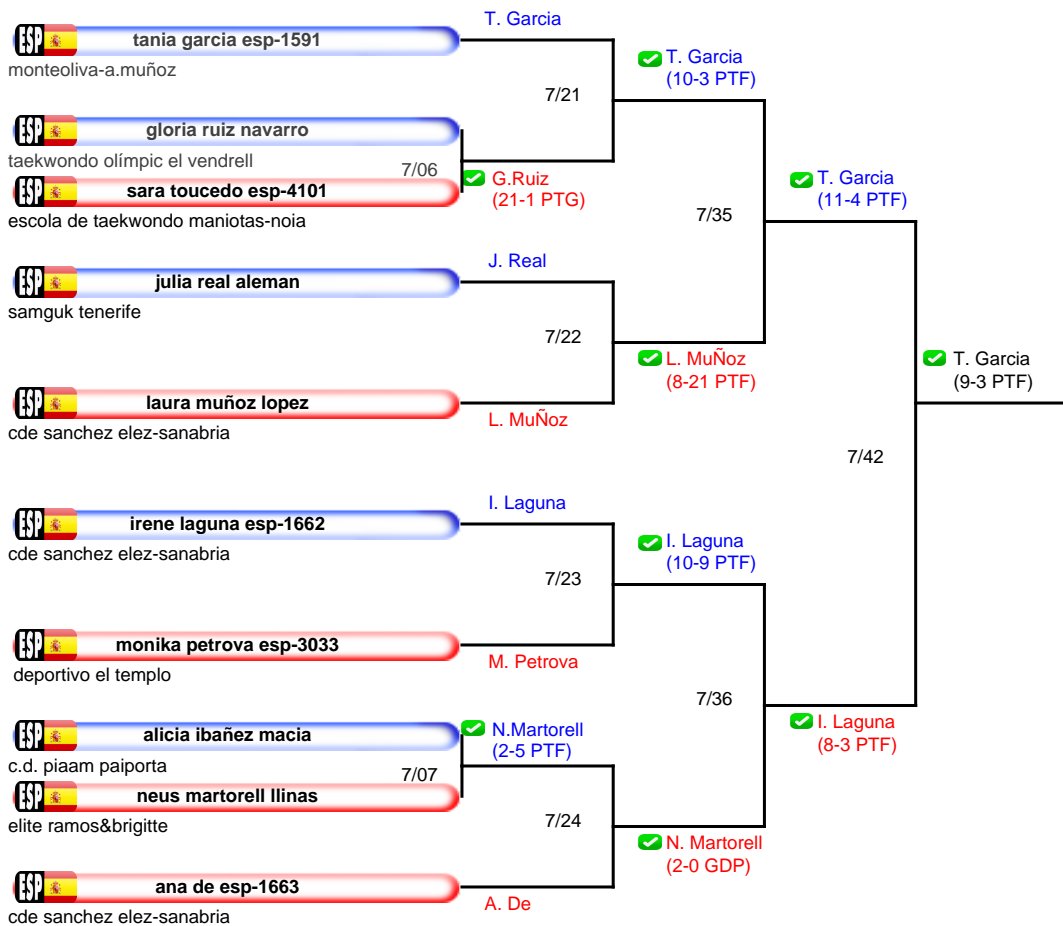 T. Garcia
ESP tania garcia esp-1591
monteoliva-a.muñoz
T. Garcia
(10-3 PTF)
7/21
ESP gloria ruiz navarro
taekwondo olímpic el vendrell
7/06
G.Ruiz
(21-1 PTG)
ESP sara toucedo esp-4101
escola de taekwondo maniotas-noia
T. Garcia
(11-4 PTF)
7/35
J. Real
ESP julia real aleman
samguk tenerife
7/22
L. MuÑoz
(8-21 PTF)
T. Garcia
(9-3 PTF)
ESP laura muñoz lopez
L. MuÑoz
cde sanchez elez-sanabria
7/42
I. Laguna
ESP irene laguna esp-1662
cde sanchez elez-sanabria
I. Laguna
(10-9 PTF)
7/23
ESP monika petrova esp-3033
M. Petrova
deportivo el templo
7/36
I. Laguna
(8-3 PTF)
ESP alicia ibañez macia
N.Martorell
(2-5 PTF)
c.d. piaam paiporta
7/07
ESP neus martorell llinas
elite ramos&brigitte
7/24
N. Martorell
(2-0 GDP)
ESP ana de esp-1663
A. De
cde sanchez elez-sanabria